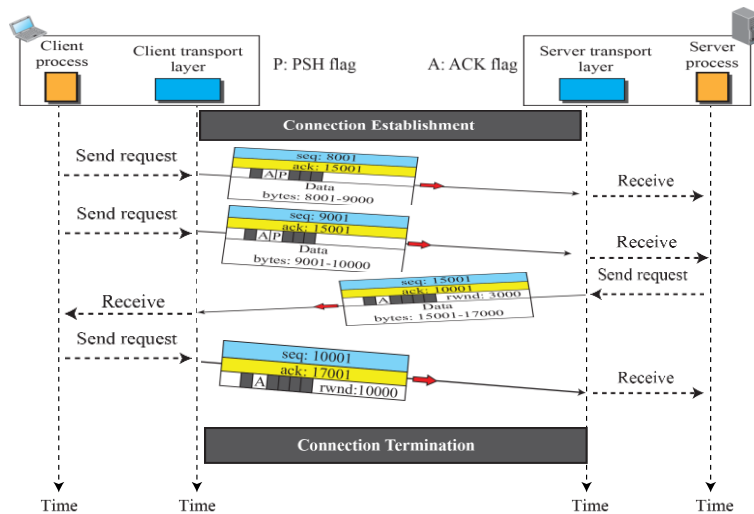 Client process
Client transport layer
P: PSH flag
A: ACK flag
Server transport layer
Server process
Connection Establishment
Send request
seq: 8001
ack: 15001
A P
Data
bytes: 8001-9000
Receive
Send request
seq: 9001
ack: 15001
A P
Data
bytes: 9001-10000
Receive
Send request
seq: 15001
ack: 10001
A rwnd: 3000
Data
bytes: 15001-17000
Receive
Send request
seq: 10001
ack: 17001
A rwnd:10000
Receive
Connection Termination
Time
Time
Time
Time